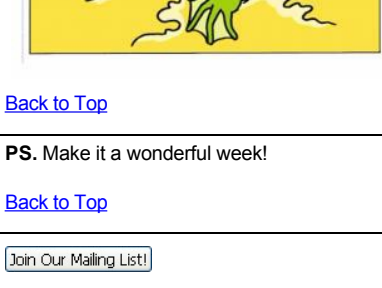 Back to Top
PS. Make it a wonderful week!
Back to Top
Join Our Mailing List!